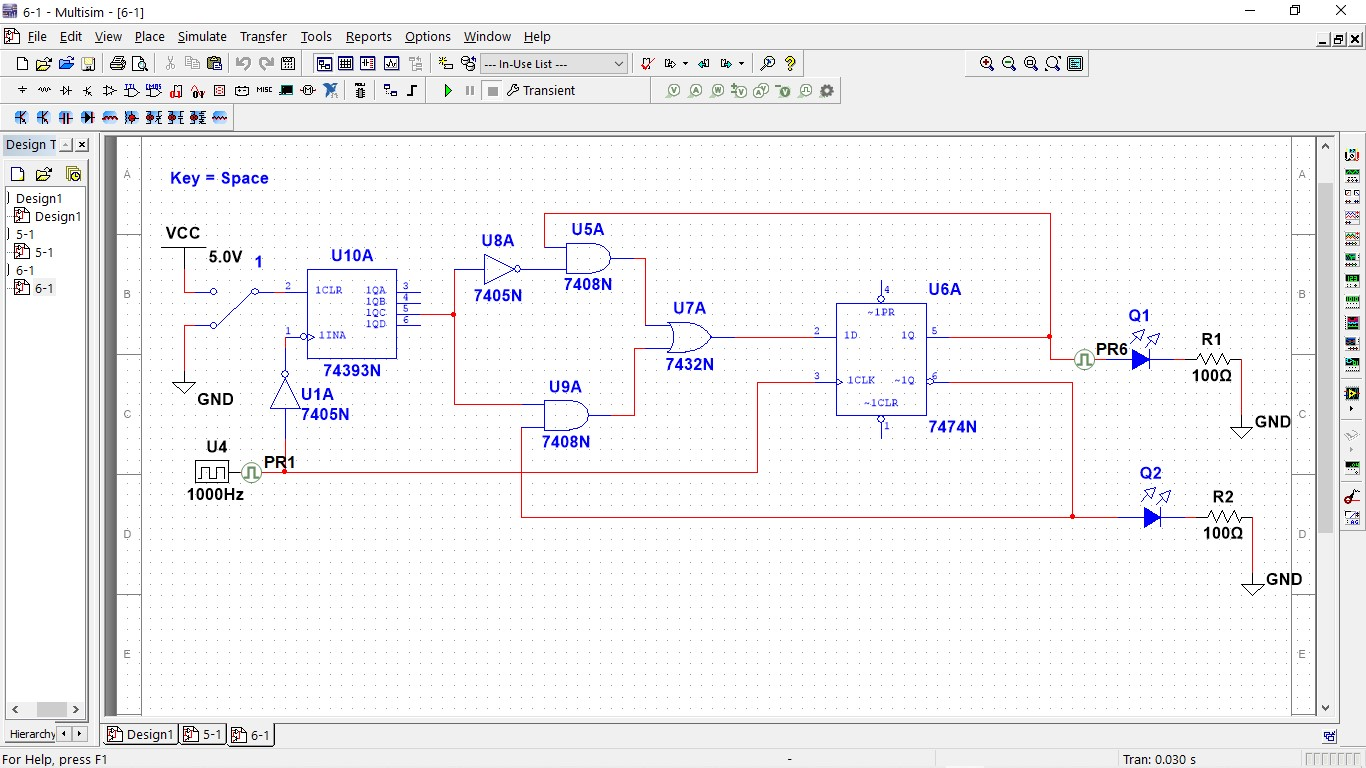 6-1 - Multisim - [6-1]
File Edit View Place Simulate Transfer Tools Reports Options Window Help
--- In-Use List ---
MISC
Transient
Design T
Design1
Design1
5-1
5-1
6-1
6-1
Hierarchy
A
B
C
D
E
A
B
C
D
E
Key = Space
VCC
5.0V
1
GND
U10A
2
1CLR
1QA 3
1QB 4
1QC 5
1QD 6
1
1INA
74393N
U1A
7405N
U4
PR1
1000Hz
U8A
7405N
U5A
7408N
U7A
7432N
U9A
7408N
U6A
4
~1PR
2
1D
1Q
5
3
1CLK
~1Q
6
~1CLR
1
7474N
PR6
Q1
R1
100Ω
GND
Q2
R2
100Ω
GND
Design1 5-1 6-1
For Help, press F1
-
Tran: 0.030 s